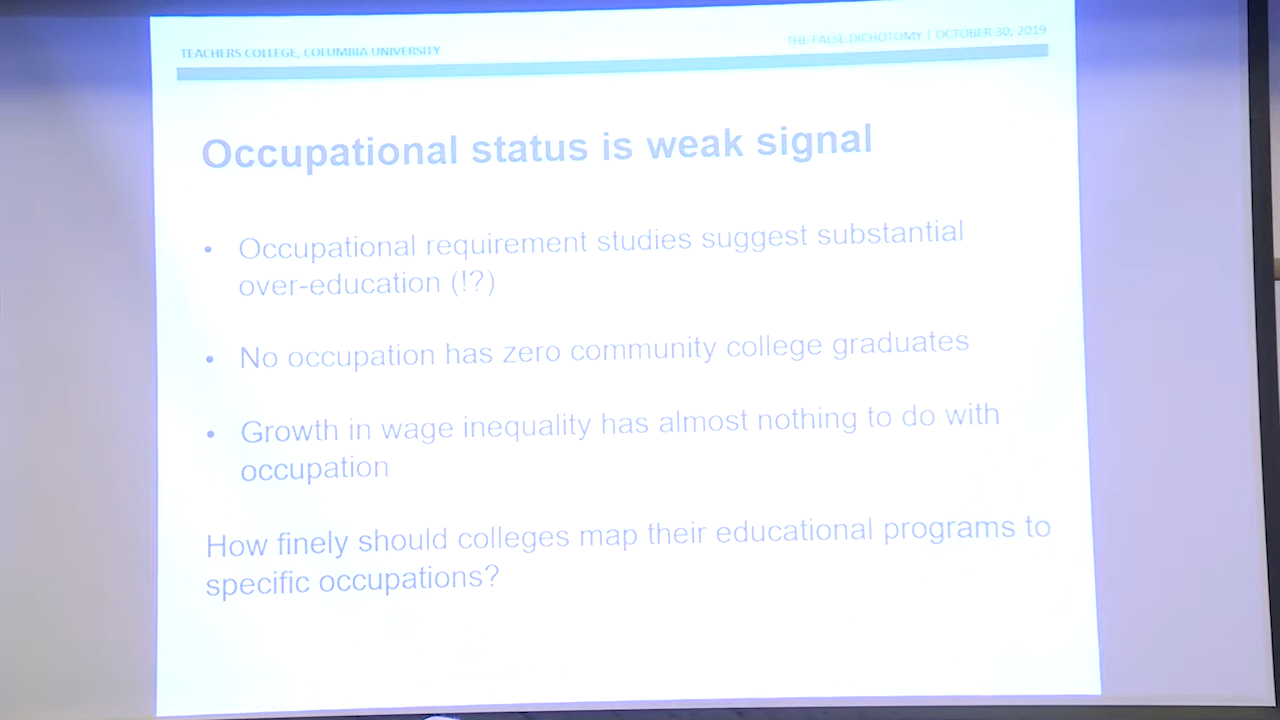 TEACHERS COLLEGE, COLUMBIA UNIVERSITY
THE FALSE DICHOTOMY | OCTOBER 30, 2019
Occupational status is weak signal
• Occupational requirement studies suggest substantial
over-education (!?)
• No occupation has zero community college graduates
• Growth in wage inequality has almost nothing to do with
occupation
How finely should colleges map their educational programs to
specific occupations?